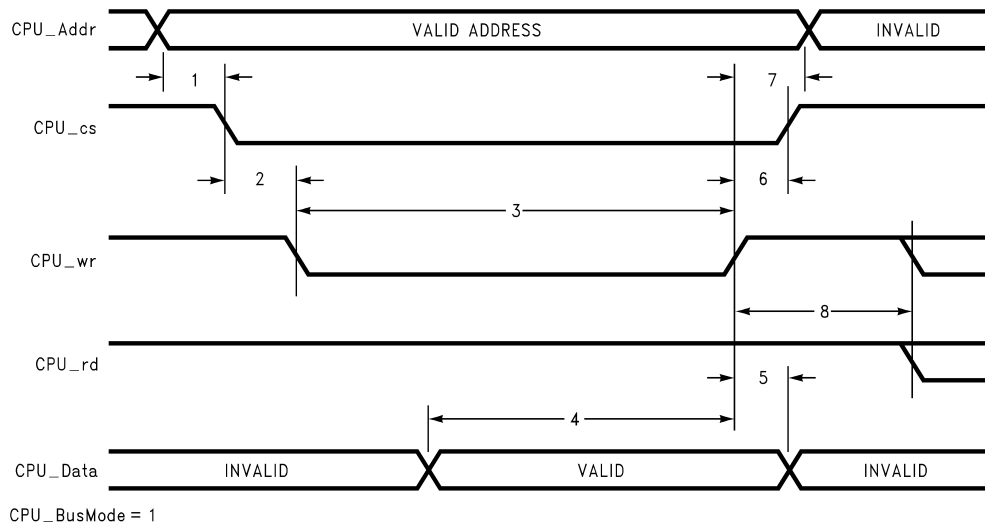 CPU_Addr VALID ADDRESS INVALID
1 7
CPU_cs
2 6
3
CPU_wr
8
CPU_rd
5
4
CPU_Data INVALID VALID INVALID
CPU_BusMode = 1